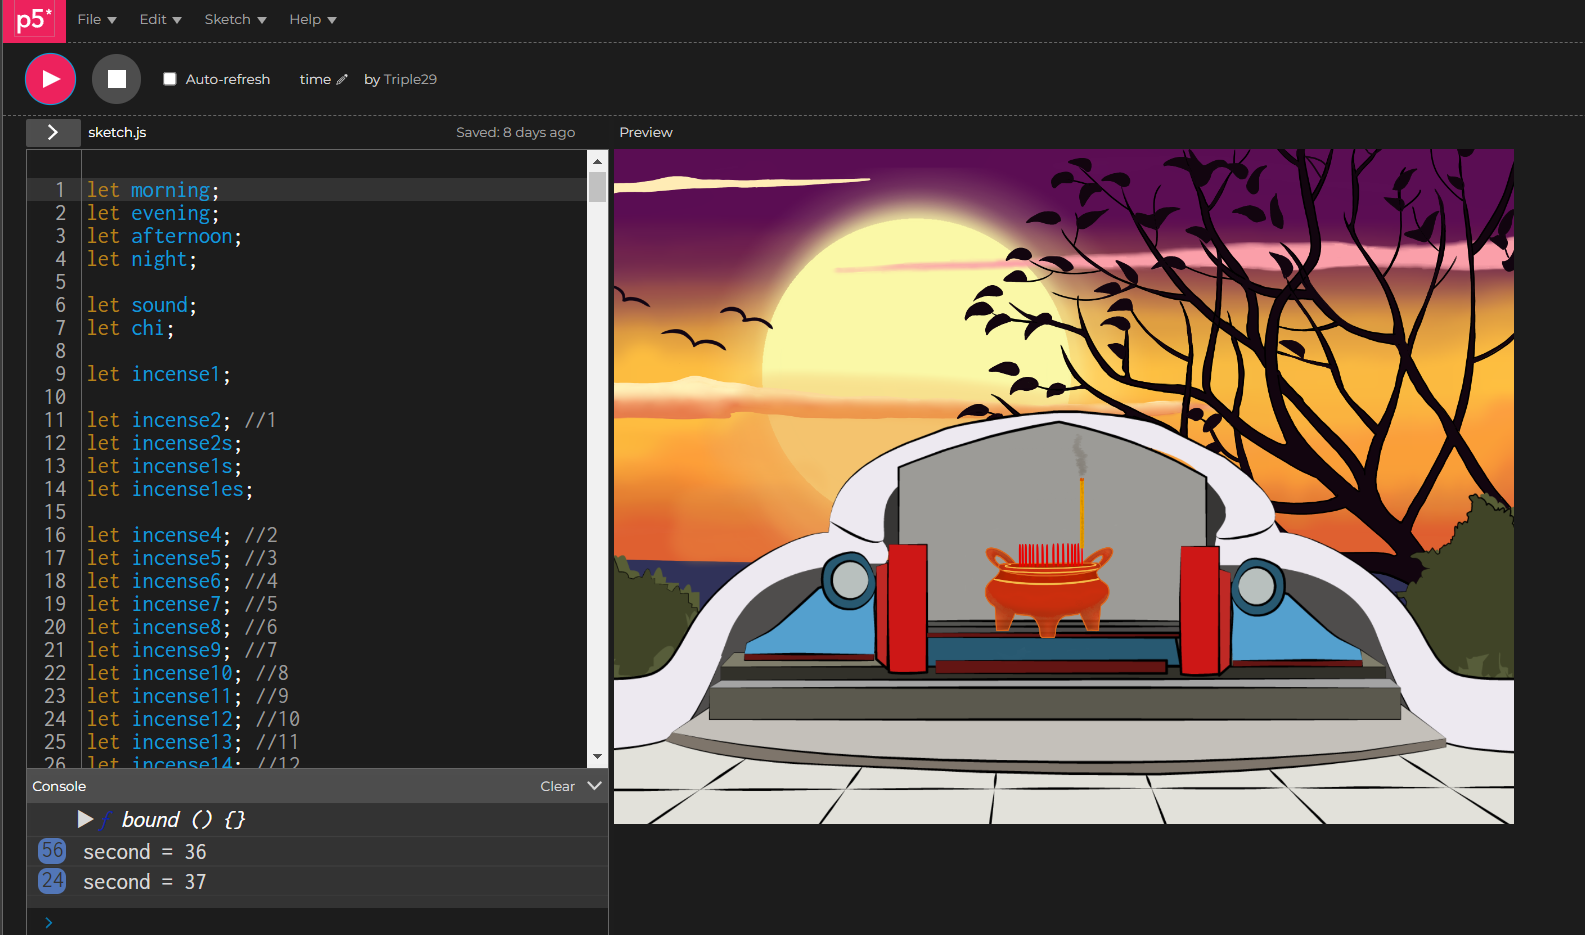 p5*
File Edit Sketch Help
Auto-refresh time by Triple29
sketch.js Saved: 8 days ago Preview
1 let morning;
2 let evening;
3 let afternoon;
4 let night;
5
6 let sound;
7 let chi;
8
9 let incense1;
10
11 let incense2; //1
12 let incense2s;
13 let incense1s;
14 let incense1es;
15
16 let incense4; //2
17 let incense5; //3
18 let incense6; //4
19 let incense7; //5
20 let incense8; //6
21 let incense9; //7
22 let incense10; //8
23 let incense11; //9
24 let incense12; //10
25 let incense13; //11
26 let incense14; //12
Console Clear
ƒ bound () {}
56 second = 36
24 second = 37